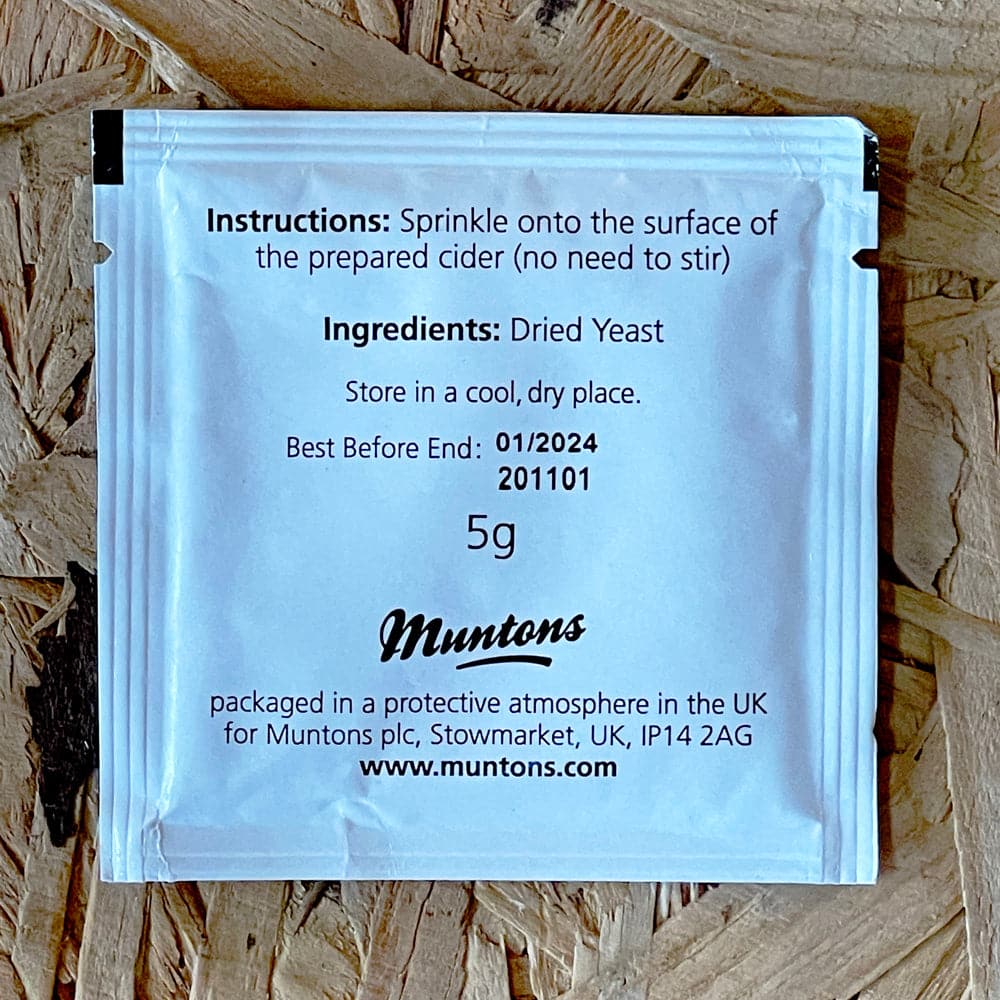 Instructions: Sprinkle onto the surface of
the prepared cider (no need to stir)
Ingredients: Dried Yeast
Store in a cool, dry place.
Best Before End: 01/2024
201101
5g
Muntons
packaged in a protective atmosphere in the UK
for Muntons plc, Stowmarket, UK, IP14 2AG
www.muntons.com